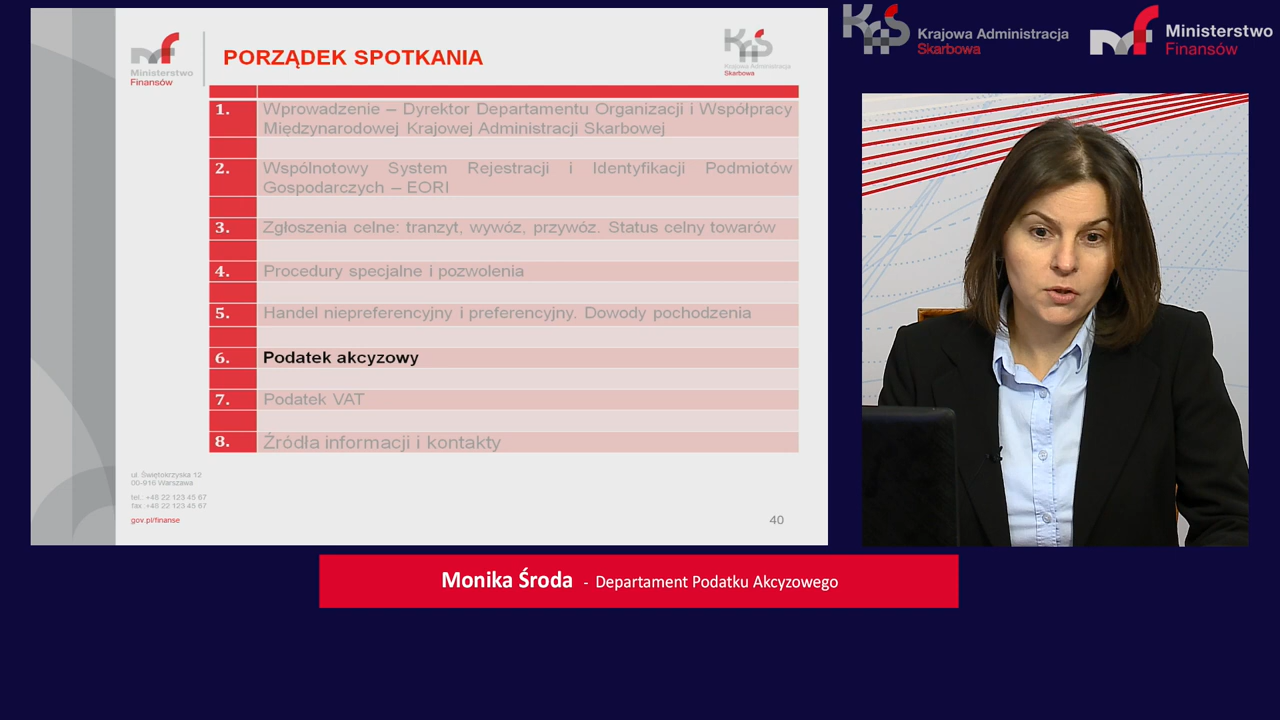 Ministerstwo
Finansów
PORZĄDEK SPOTKANIA
Krajowa Administracja
Skarbowa
1. Wprowadzenie – Dyrektor Departamentu Organizacji i Współpracy
Międzynarodowej Krajowej Administracji Skarbowej
2. Wspólnotowy System Rejestracji i Identyfikacji Podmiotów
Gospodarczych – EORI
3. Zgłoszenia celne: tranzyt, wywóz, przywóz. Status celny towarów
4. Procedury specjalne i pozwolenia
5. Handel niepreferencyjny i preferencyjny. Dowody pochodzenia
6. Podatek akcyzowy
7. Podatek VAT
8. Źródła informacji i kontakty
ul. Świętokrzyska 12
00-916 Warszawa
tel.: +48 22 123 45 67
fax :+48 22 123 45 67
gov.pl/finanse
40
Krajowa Administracja
Skarbowa
Ministerstwo
Finansów
Monika Środa - Departament Podatku Akcyzowego